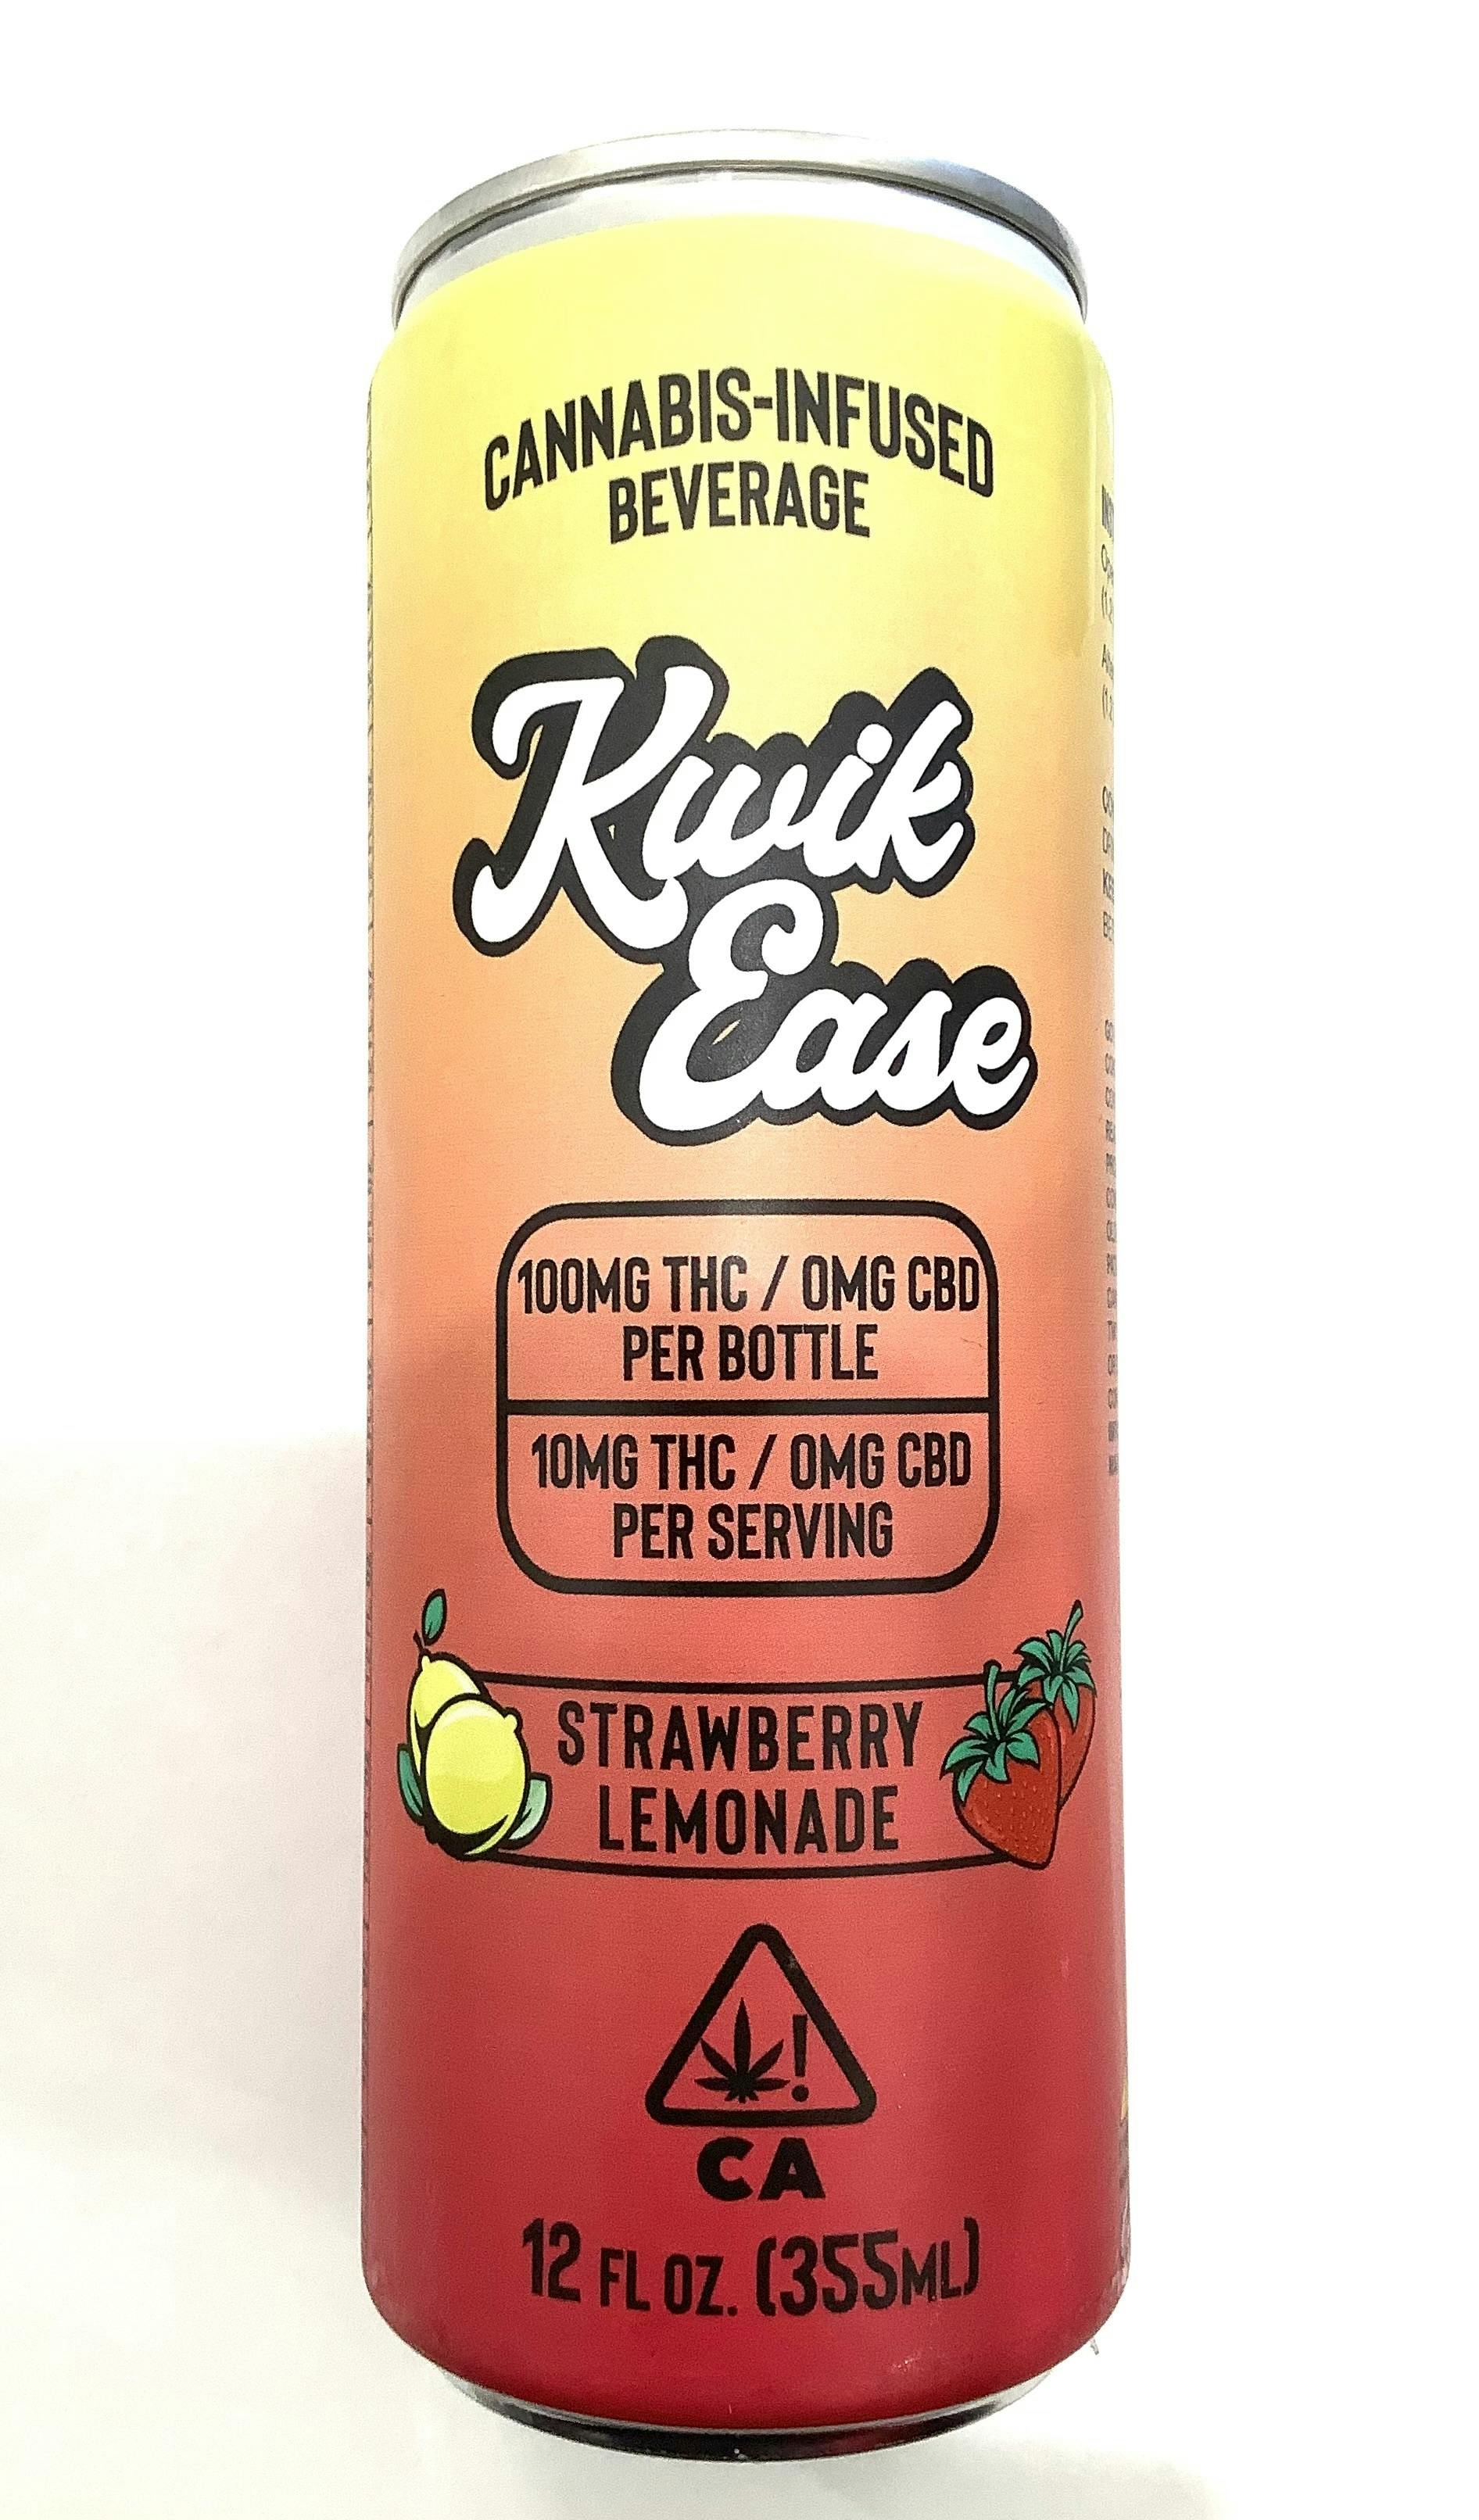 CANNABIS-INFUSED
BEVERAGE
Kwik
Ease
100MG THC / 0MG CBD
PER BOTTLE
10MG THC / 0MG CBD
PER SERVING
STRAWBERRY
LEMONADE
!
CA
12 FL OZ. (355ML)